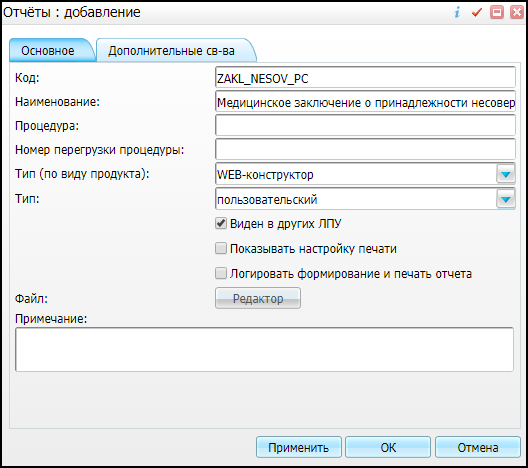 Отчёты : добавление
Основное
Дополнительные св-ва
Код: ZAKL_NESOV_PC
Наименование: Медицинское заключение о принадлежности несовер
Процедура:
Номер перегрузки процедуры:
Тип (по виду продукта): WEB-конструктор
Тип: пользовательский
Виден в других ЛПУ
Показывать настройку печати
Логировать формирование и печать отчета
Файл: Редактор
Примечание:
Применить ОК Отмена